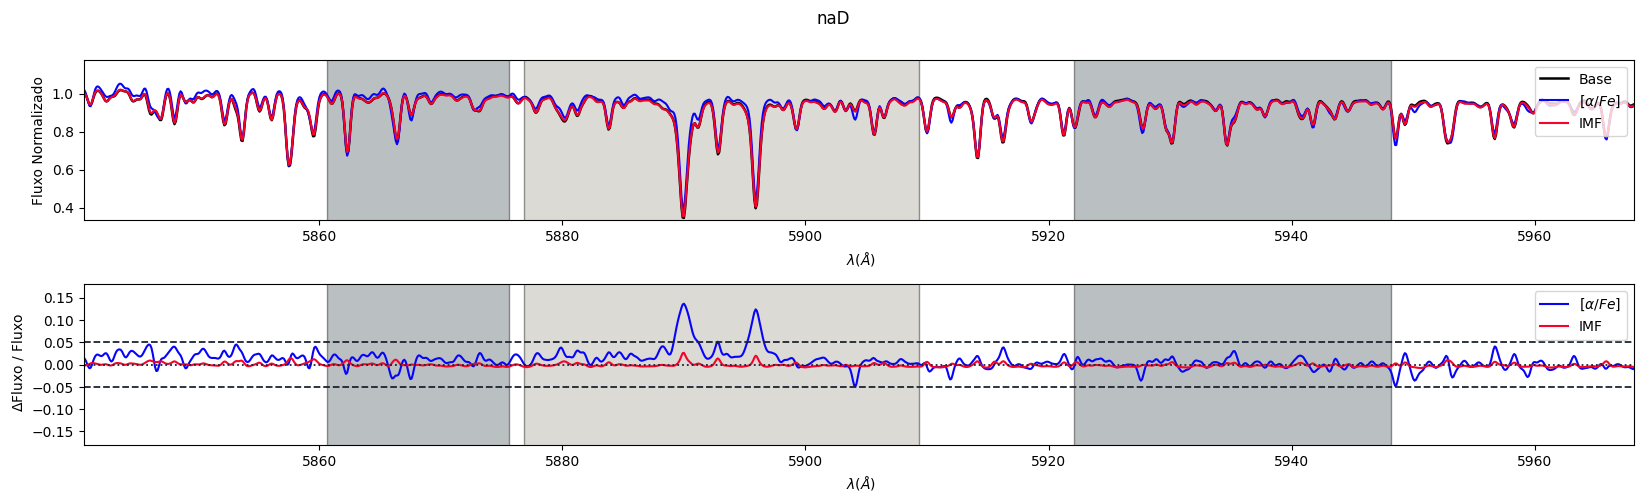 naD
Fluxo Normalizado
1.0
0.8
0.6
0.4
Base
[α/Fe]
IMF
5860 5880 5900 5920 5940 5960
λ(Å)
ΔFluxo / Fluxo
0.15
0.10
0.05
0.00
−0.05
−0.10
−0.15
[α/Fe]
IMF
5860 5880 5900 5920 5940 5960
λ(Å)